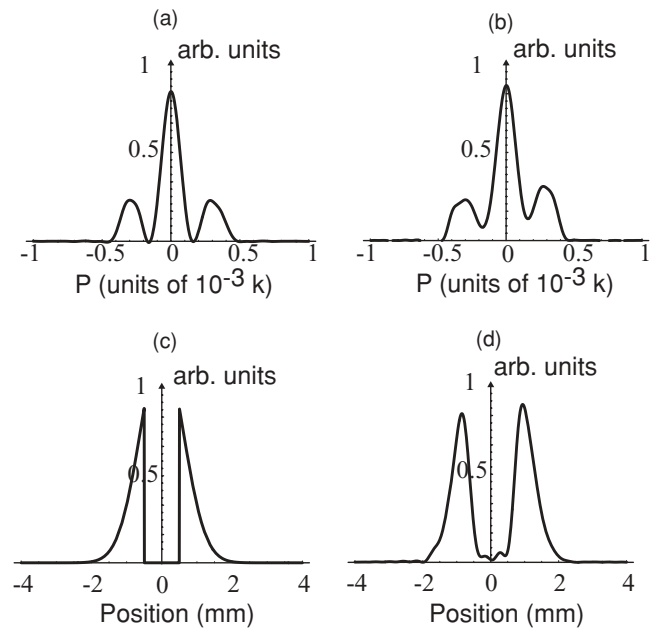 (a)
arb. units
1
0.5
-1 -0.5 0 0.5 1
P (units of 10-3 k)
(b)
arb. units
1
0.5
-1 -0.5 0 0.5 1
P (units of 10-3 k)
(c)
arb. units
1
0.5
-4 -2 0 2 4
Position (mm)
(d)
arb. units
1
0.5
-4 -2 0 2 4
Position (mm)